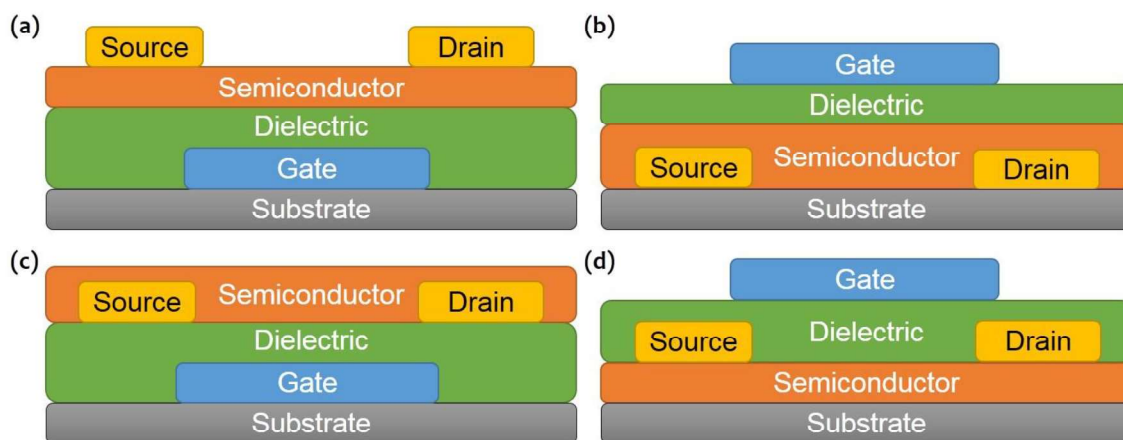 (a)
Source
Drain
Semiconductor
Dielectric
Gate
Substrate
(b)
Gate
Dielectric
Semiconductor
Source
Drain
Substrate
(c)
Semiconductor
Source
Drain
Dielectric
Gate
Substrate
(d)
Gate
Dielectric
Source
Drain
Semiconductor
Substrate